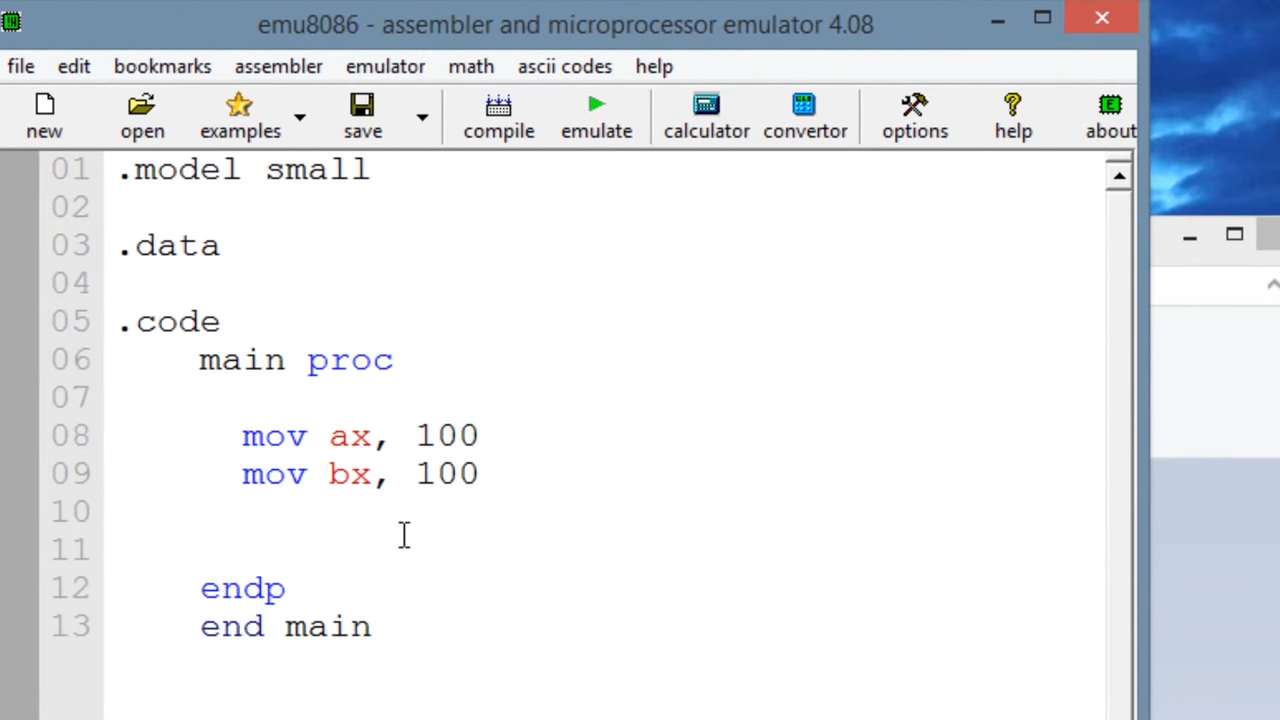 emu8086 - assembler and microprocessor emulator 4.08
file edit bookmarks assembler emulator math ascii codes help
new open examples save compile emulate calculator convertor options help about
01 .model small
02
03 .data
04
05 .code
06 main proc
07
08 mov ax, 100
09 mov bx, 100
10
11
12 endp
13 end main